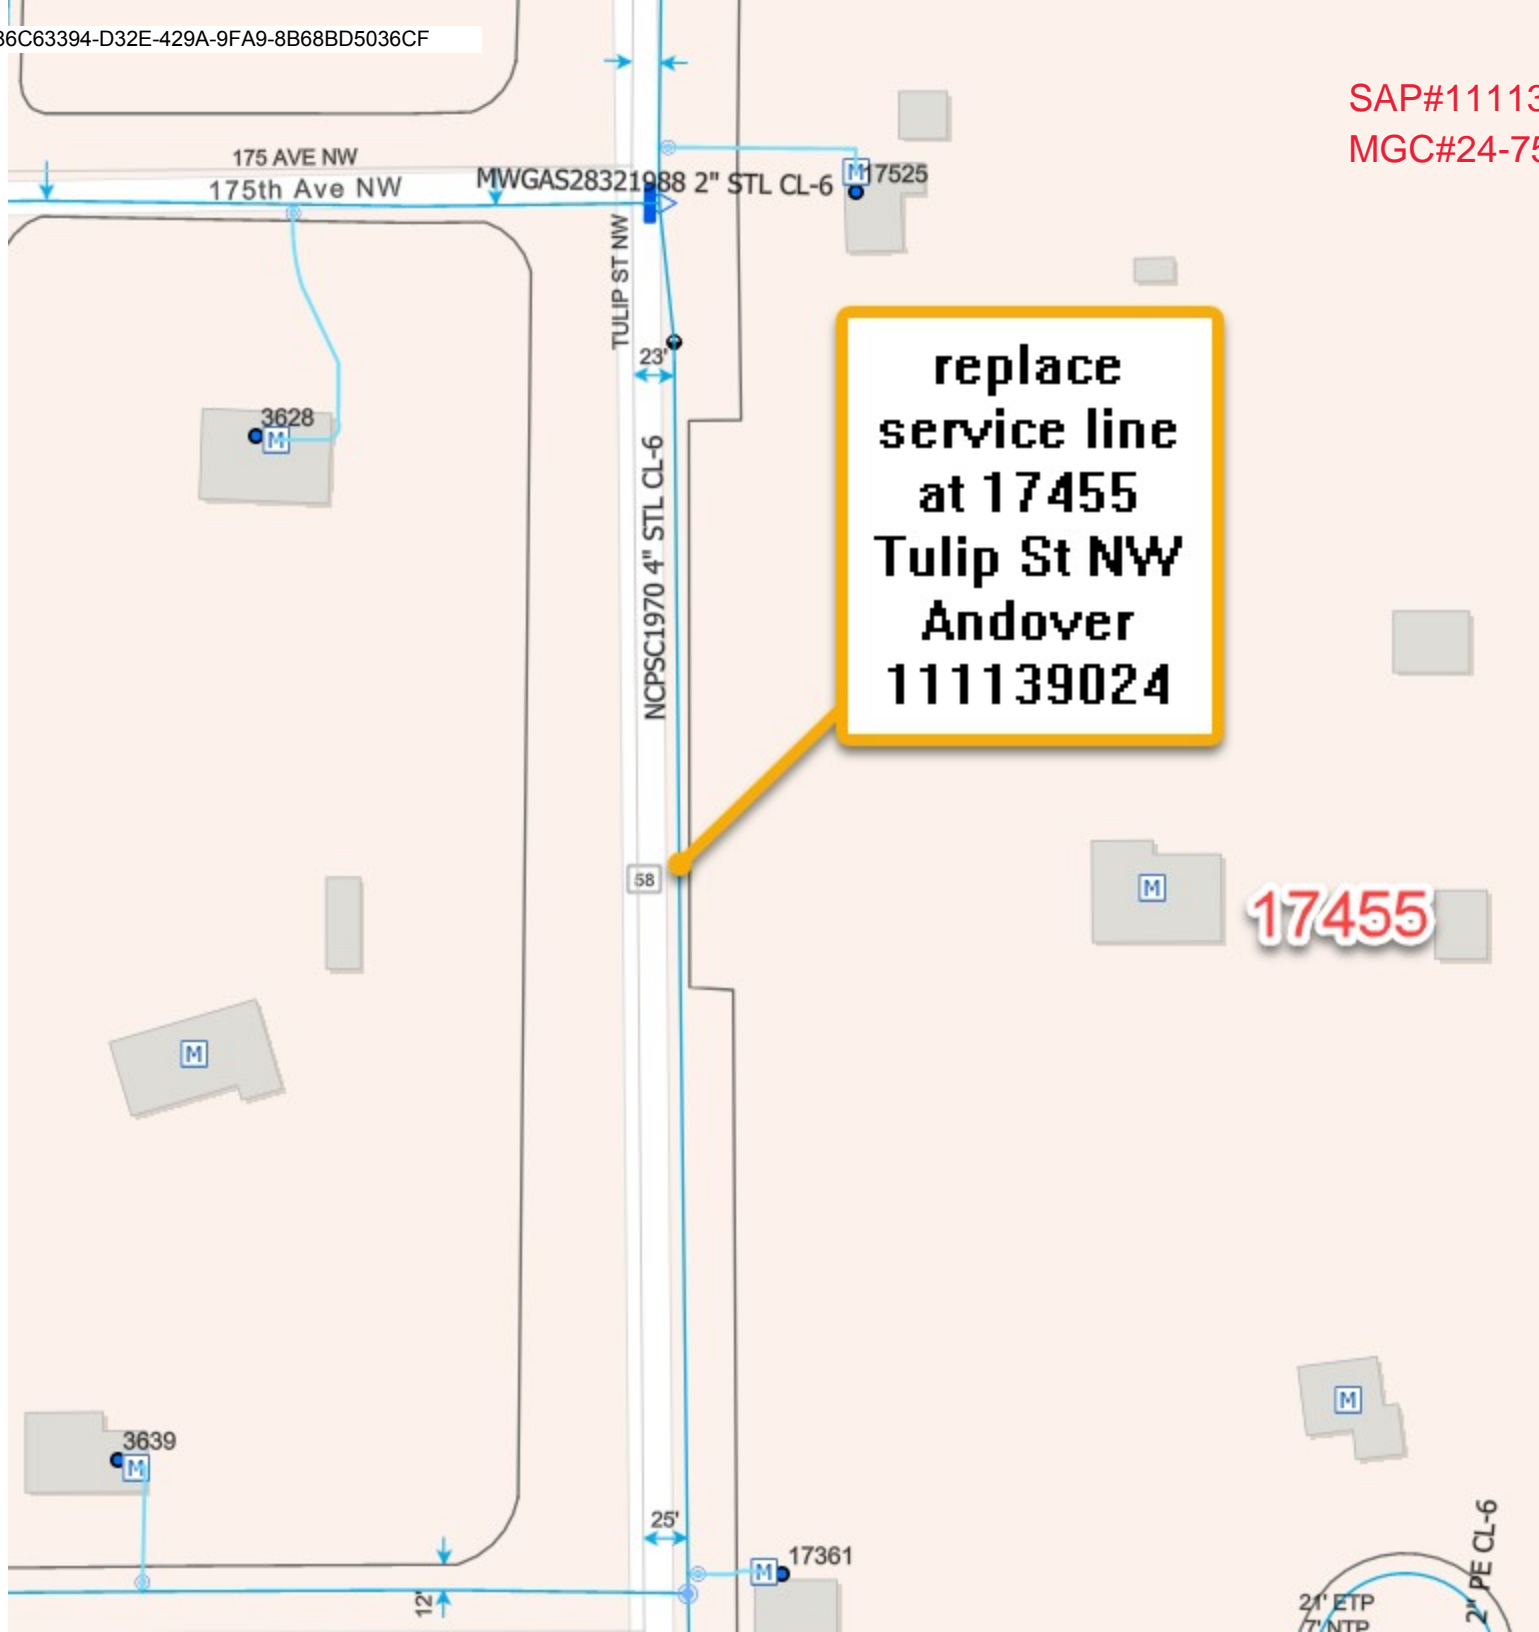 36C63394-D32E-429A-9FA9-8B68BD5036CF
SAP#11113
MGC#24-75
175 AVE NW
175th Ave NW
MWGAS28321988 2" STL CL-6
M
17525
TULIP ST NW
23'
3628
M
NCPSC1970 4" STL CL-6
replace
service line
at 17455
Tulip St NW
Andover
111139024
58
M
17455
M
M
3639
M
25'
17361
M
12'
2" PE CL-6
21' ETP
7' NTP